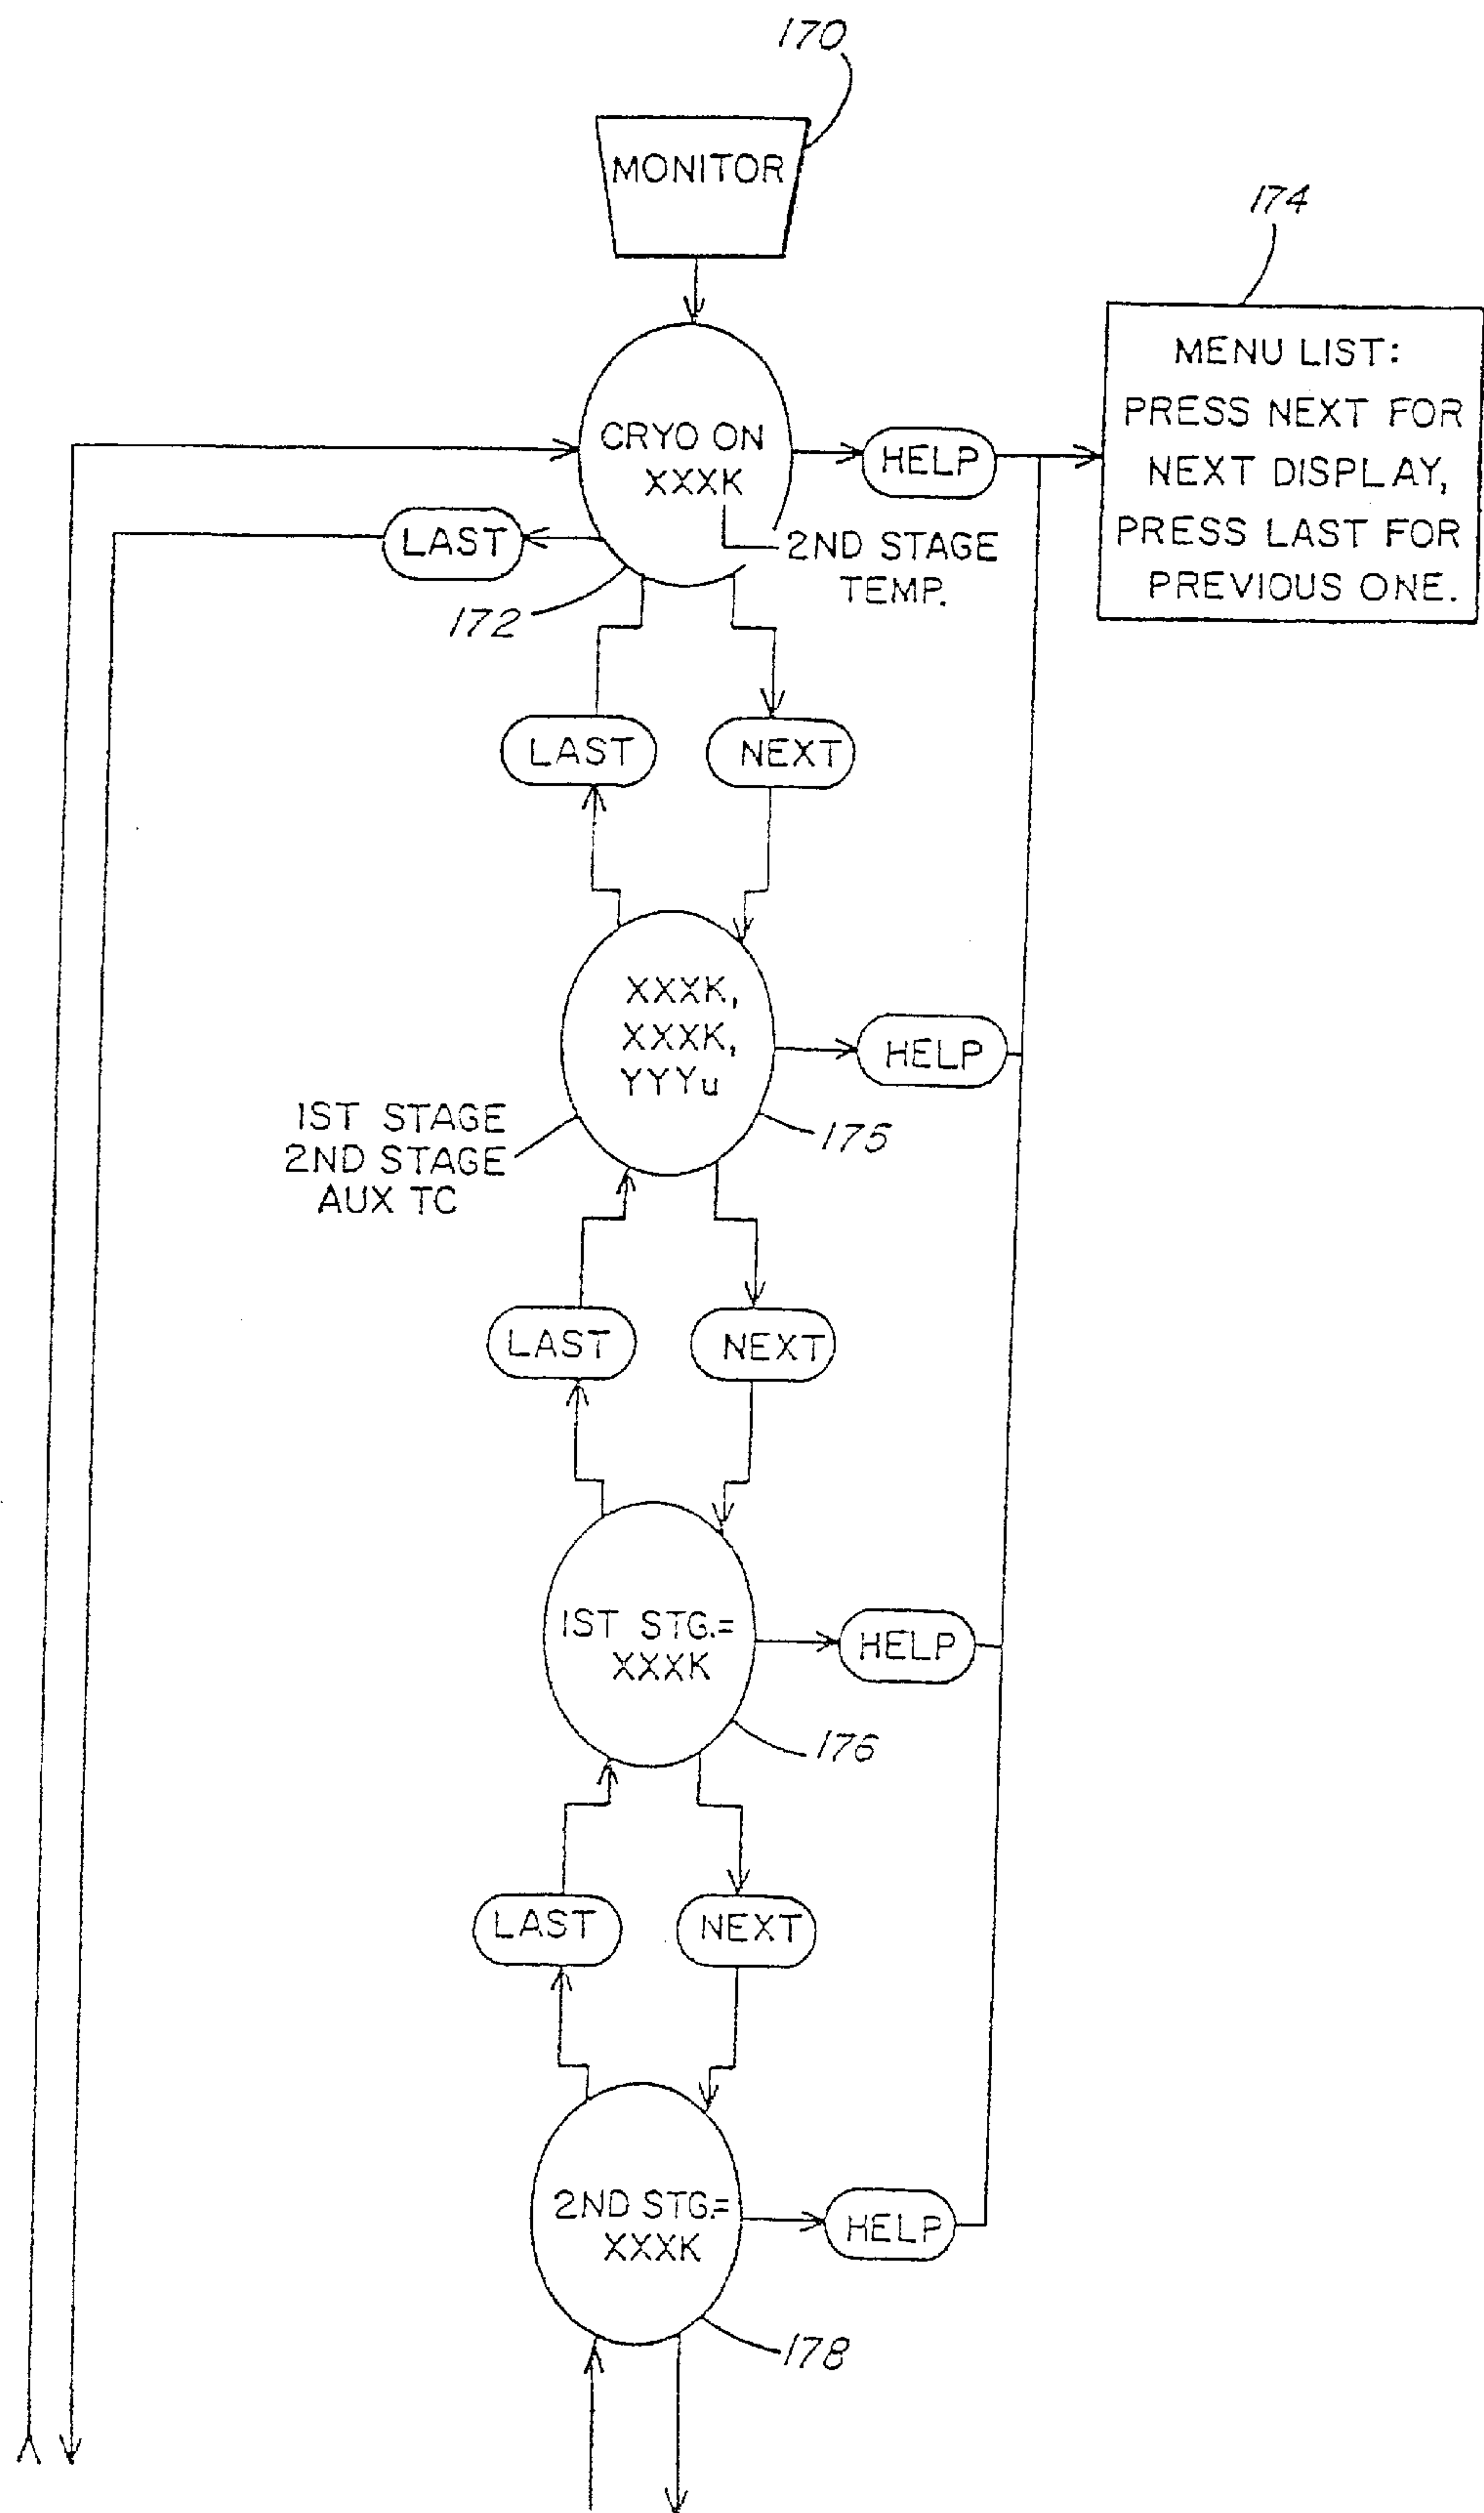 170
MONITOR
174
MENU LIST:
PRESS NEXT FOR
NEXT DISPLAY,
PRESS LAST FOR
PREVIOUS ONE.
CRYO ON
XXXK
HELP
LAST
2ND STAGE
TEMP.
172
LAST
NEXT
XXXK,
XXXK,
YYYu
HELP
1ST STAGE
2ND STAGE
AUX TC
175
LAST
NEXT
1ST STG.=
XXXK
HELP
176
LAST
NEXT
2ND STG.=
XXXK
HELP
178